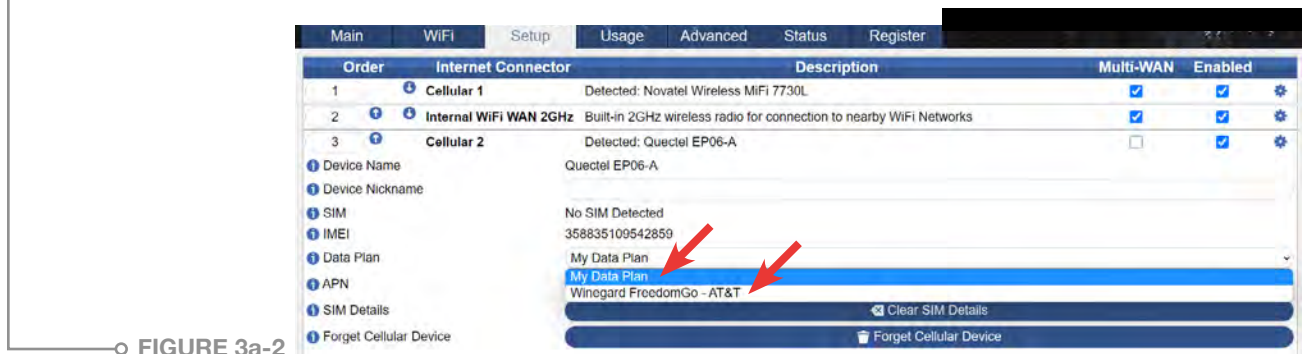 Main WiFi Setup Usage Advanced Status Register
Order Internet Connector Description Multi-WAN Enabled
1 Cellular 1 Detected: Novatel Wireless MiFi 7730L
2 Internal WiFi WAN 2GHz Built-in 2GHz wireless radio for connection to nearby WiFi Networks
3 Cellular 2 Detected: Quectel EP06-A
Device Name Quectel EP06-A
Device Nickname
SIM No SIM Detected
IMEI 358835109542859
Data Plan My Data Plan
My Data Plan
APN
Winegard FreedomGo - AT&T
SIM Details Clear SIM Details
Forget Cellular Device Forget Cellular Device
FIGURE 3a-2